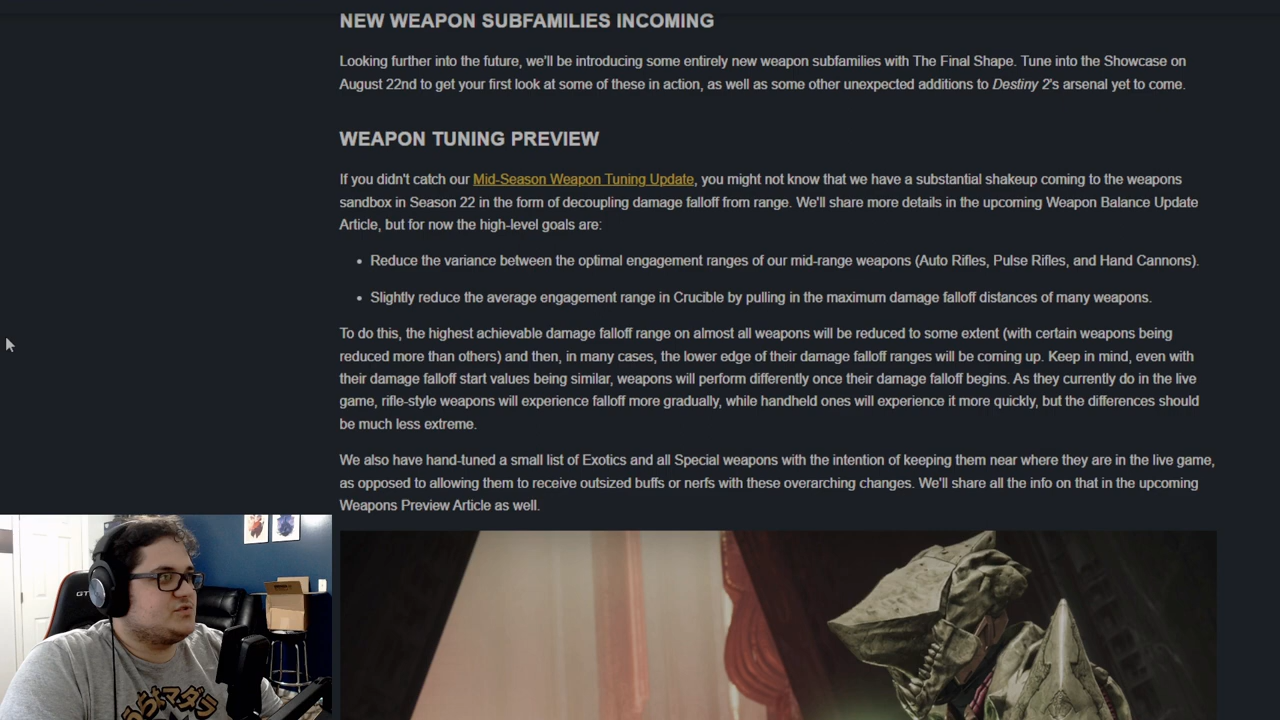 NEW WEAPON SUBFAMILIES INCOMING
Looking further into the future, we'll be introducing some entirely new weapon subfamilies with The Final Shape. Tune into the Showcase on
August 22nd to get your first look at some of these in action, as well as some other unexpected additions to Destiny 2's arsenal yet to come.
WEAPON TUNING PREVIEW
If you didn't catch our Mid-Season Weapon Tuning Update, you might not know that we have a substantial shakeup coming to the weapons
sandbox in Season 22 in the form of decoupling damage falloff from range. We'll share more details in the upcoming Weapon Balance Update
Article, but for now the high-level goals are:
• Reduce the variance between the optimal engagement ranges of our mid-range weapons (Auto Rifles, Pulse Rifles, and Hand Cannons).
• Slightly reduce the average engagement range in Crucible by pulling in the maximum damage falloff distances of many weapons.
To do this, the highest achievable damage falloff range on almost all weapons will be reduced to some extent (with certain weapons being
reduced more than others) and then, in many cases, the lower edge of their damage falloff ranges will be coming up. Keep in mind, even with
their damage falloff start values being similar, weapons will perform differently once their damage falloff begins. As they currently do in the live
game, rifle-style weapons will experience falloff more gradually, while handheld ones will experience it more quickly, but the differences should
be much less extreme.
We also have hand-tuned a small list of Exotics and all Special weapons with the intention of keeping them near where they are in the live game,
as opposed to allowing them to receive outsized buffs or nerfs with these overarching changes. We'll share all the info on that in the upcoming
Weapons Preview Article as well.
GT